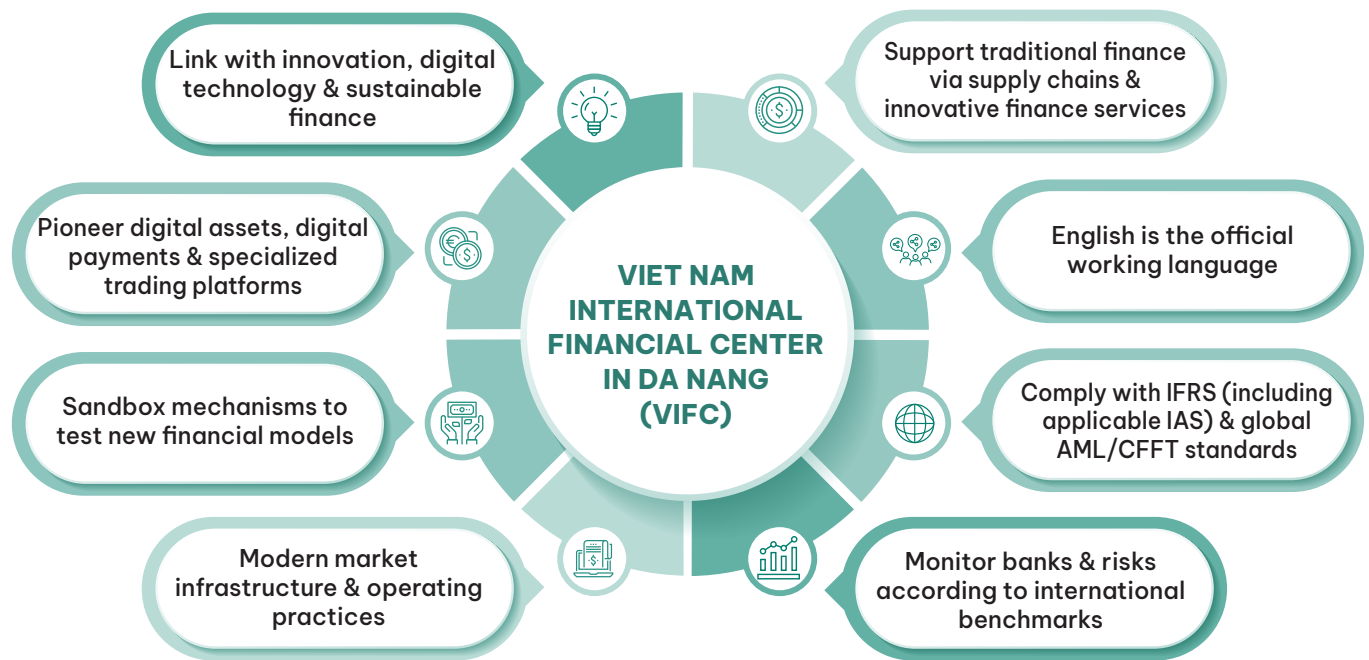 Link with innovation, digital
technology & sustainable
finance
Support traditional finance
via supply chains &
innovative finance services
Pioneer digital assets, digital
payments & specialized
trading platforms
English is the official
working language
VIET NAM
INTERNATIONAL
FINANCIAL CENTER
IN DA NANG
(VIFC)
Sandbox mechanisms to
test new financial models
Comply with IFRS (including
applicable IAS) & global
AML/CFFT standards
Modern market
infrastructure & operating
practices
Monitor banks & risks
according to international
benchmarks